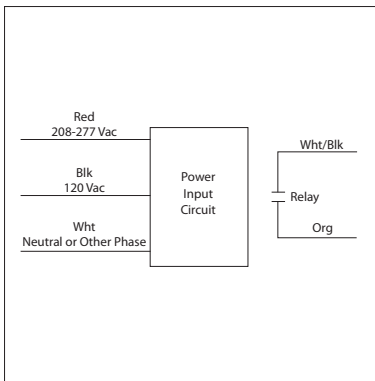 Red
208-277 Vac
Blk
120 Vac
Wht
Neutral or Other Phase
Power
Input
Circuit
Wht/Blk
Relay
Org